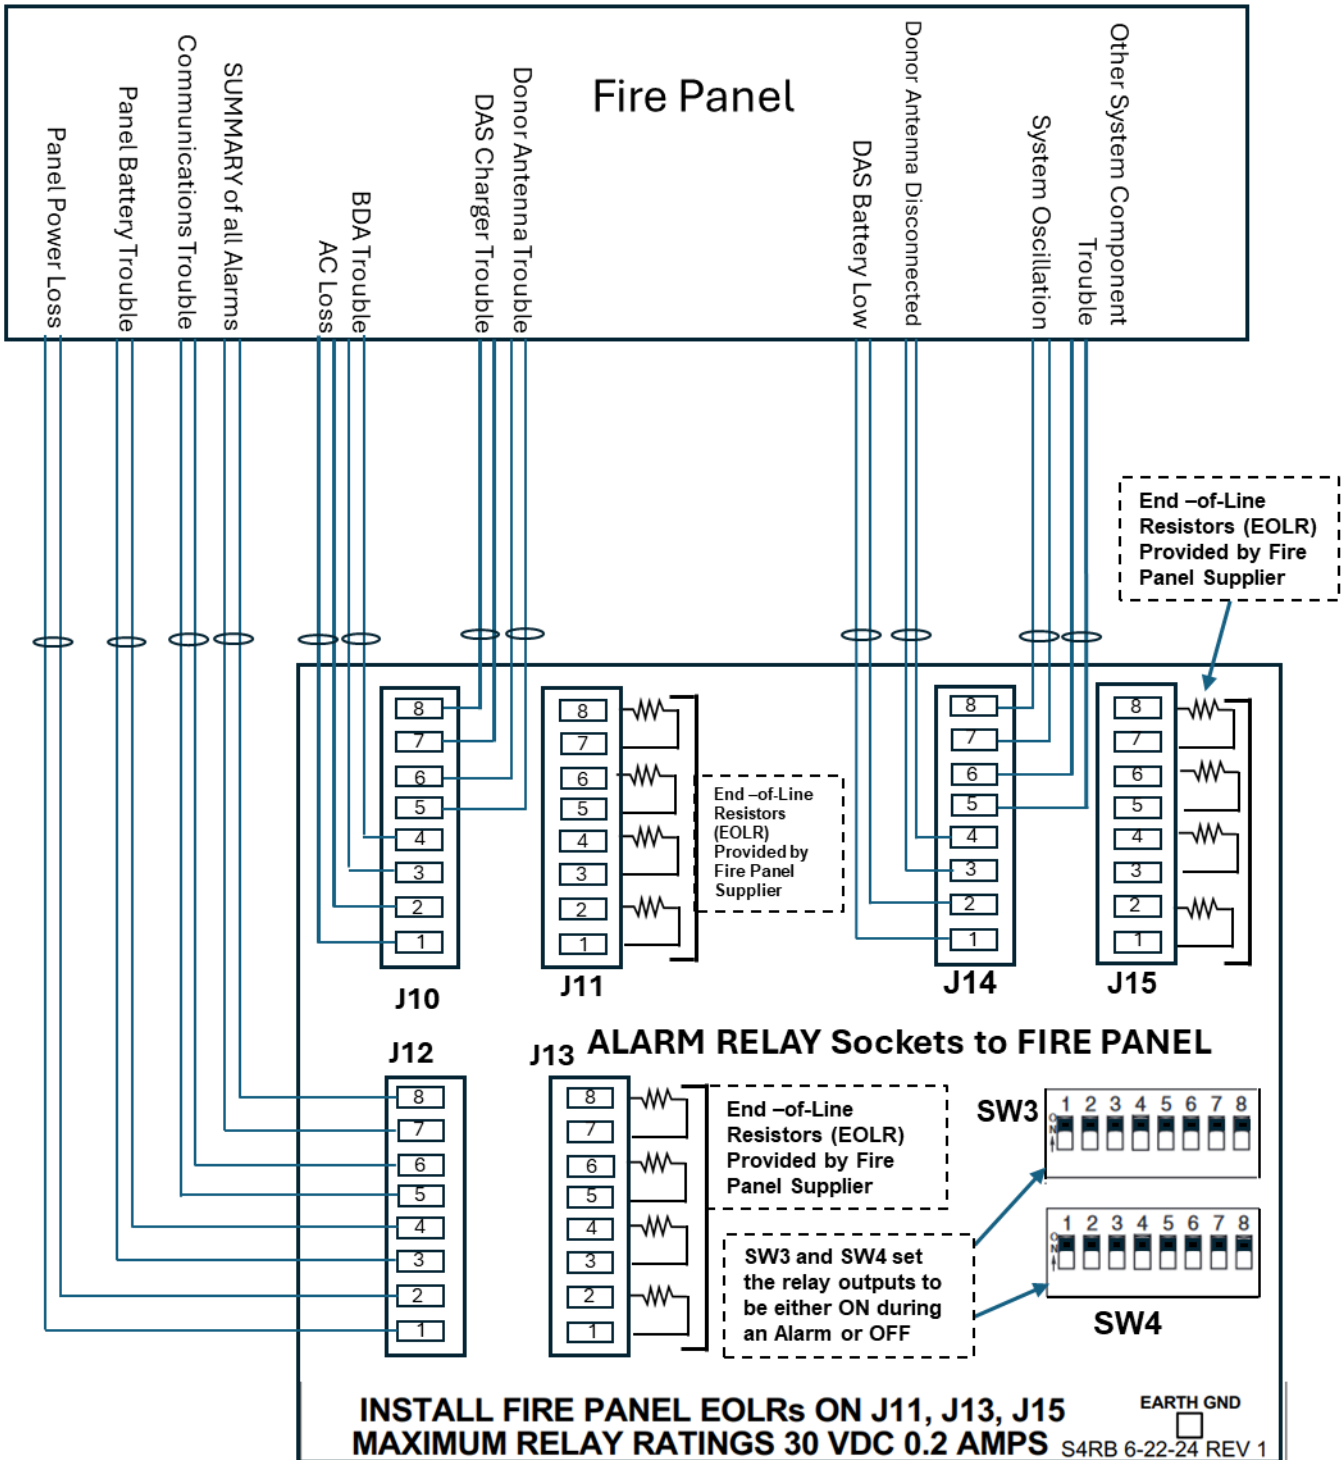 Fire Panel
Panel Power Loss
Panel Battery Trouble
Communications Trouble
SUMMARY of all Alarms
AC Loss
BDA Trouble
DAS Charger Trouble
Donor Antenna Trouble
DAS Battery Low
Donor Antenna Disconnected
System Oscillation
Other System Component
Trouble
End –of-Line
Resistors (EOLR)
Provided by Fire
Panel Supplier
8
7
6
5
4
3
2
1
J10
8
7
6
5
4
3
2
1
J11
End –of-Line
Resistors
(EOLR)
Provided by
Fire Panel
Supplier
8
7
6
5
4
3
2
1
J14
8
7
6
5
4
3
2
1
J15
ALARM RELAY Sockets to FIRE PANEL
J12
8
7
6
5
4
3
2
1
J13
8
7
6
5
4
3
2
1
End –of-Line
Resistors (EOLR)
Provided by Fire
Panel Supplier
SW3
1 2 3 4 5 6 7 8
ON
SW3 and SW4 set
the relay outputs to
be either ON during
an Alarm or OFF
1 2 3 4 5 6 7 8
ON
SW4
INSTALL FIRE PANEL EOLRs ON J11, J13, J15
MAXIMUM RELAY RATINGS 30 VDC 0.2 AMPS
EARTH GND
S4RB 6-22-24 REV 1